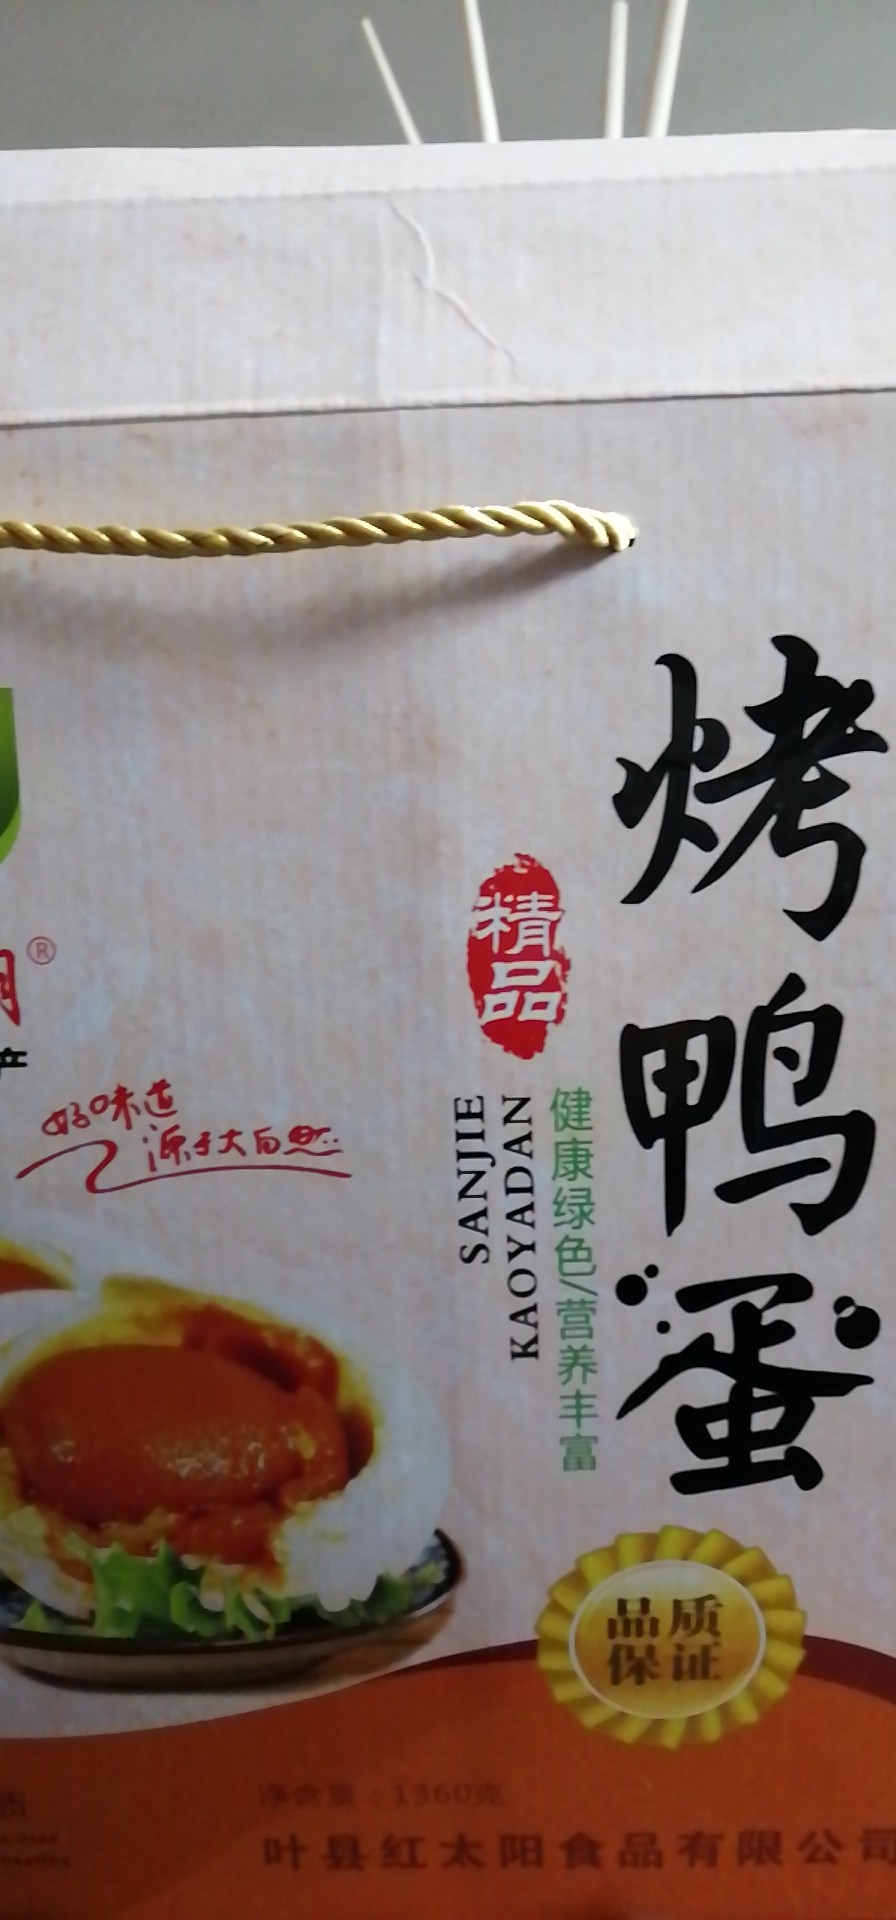 烤鸭蛋
精品
SANJIE
KAOYADAN
健康绿色/营养丰富
®
产
好味道
源于大自然
品质
保证
净含量：1360克
叶县红太阳食品有限公司